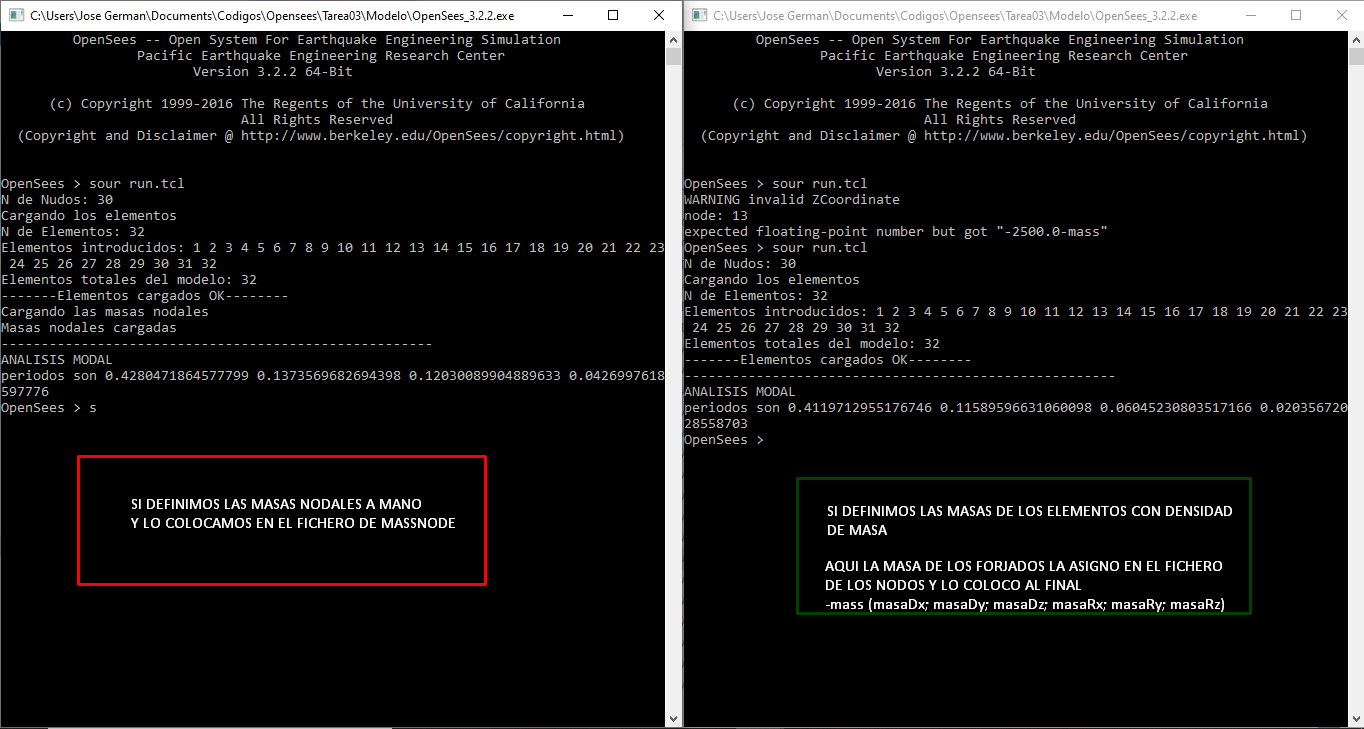 C:\Users\Jose German\Documents\Codigos\Opensees\Tarea03\Modelo\OpenSees_3.2.2.exe
OpenSees -- Open System For Earthquake Engineering Simulation
Pacific Earthquake Engineering Research Center
Version 3.2.2 64-Bit
(c) Copyright 1999-2016 The Regents of the University of California
All Rights Reserved
(Copyright and Disclaimer @ http://www.berkeley.edu/OpenSees/copyright.html)
OpenSees > sour run.tcl
N de Nudos: 30
Cargando los elementos
N de Elementos: 32
Elementos introducidos: 1 2 3 4 5 6 7 8 9 10 11 12 13 14 15 16 17 18 19 20 21 22 23
24 25 26 27 28 29 30 31 32
Elementos totales del modelo: 32
-------Elementos cargados OK--------
Cargando las masas nodales
Masas nodales cargadas
------------------------------------------------------
ANALISIS MODAL
periodos son 0.4280471864577799 0.1373569682694398 0.12030089904889633 0.0426997618
597776
OpenSees > s
SI DEFINIMOS LAS MASAS NODALES A MANO
Y LO COLOCAMOS EN EL FICHERO DE MASSNODE
C:\Users\Jose German\Documents\Codigos\Opensees\Tarea03\Modelo\OpenSees_3.2.2.exe
OpenSees -- Open System For Earthquake Engineering Simulation
Pacific Earthquake Engineering Research Center
Version 3.2.2 64-Bit
(c) Copyright 1999-2016 The Regents of the University of California
All Rights Reserved
(Copyright and Disclaimer @ http://www.berkeley.edu/OpenSees/copyright.html)
OpenSees > sour run.tcl
WARNING invalid ZCoordinate
node: 13
expected floating-point number but got "-2500.0-mass"
OpenSees > sour run.tcl
N de Nudos: 30
Cargando los elementos
N de Elementos: 32
Elementos introducidos: 1 2 3 4 5 6 7 8 9 10 11 12 13 14 15 16 17 18 19 20 21 22 23
24 25 26 27 28 29 30 31 32
Elementos totales del modelo: 32
-------Elementos cargados OK--------
------------------------------------------------------
ANALISIS MODAL
periodos son 0.4119712955176746 0.11589596631060098 0.06045230803517166 0.020356720
28558703
OpenSees >
SI DEFINIMOS LAS MASAS DE LOS ELEMENTOS CON DENSIDAD
DE MASA
AQUI LA MASA DE LOS FORJADOS LA ASIGNO EN EL FICHERO
DE LOS NODOS Y LO COLOCO AL FINAL
-mass (masaDx; masaDy; masaDz; masaRx; masaRy; masaRz)